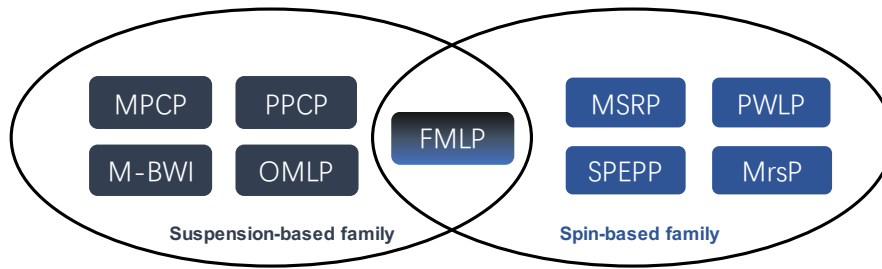 MPCP PPCP MSRP PWLP
FMLP
M-BWI OMLP SPEPP MrsP
Suspension-based family Spin-based family